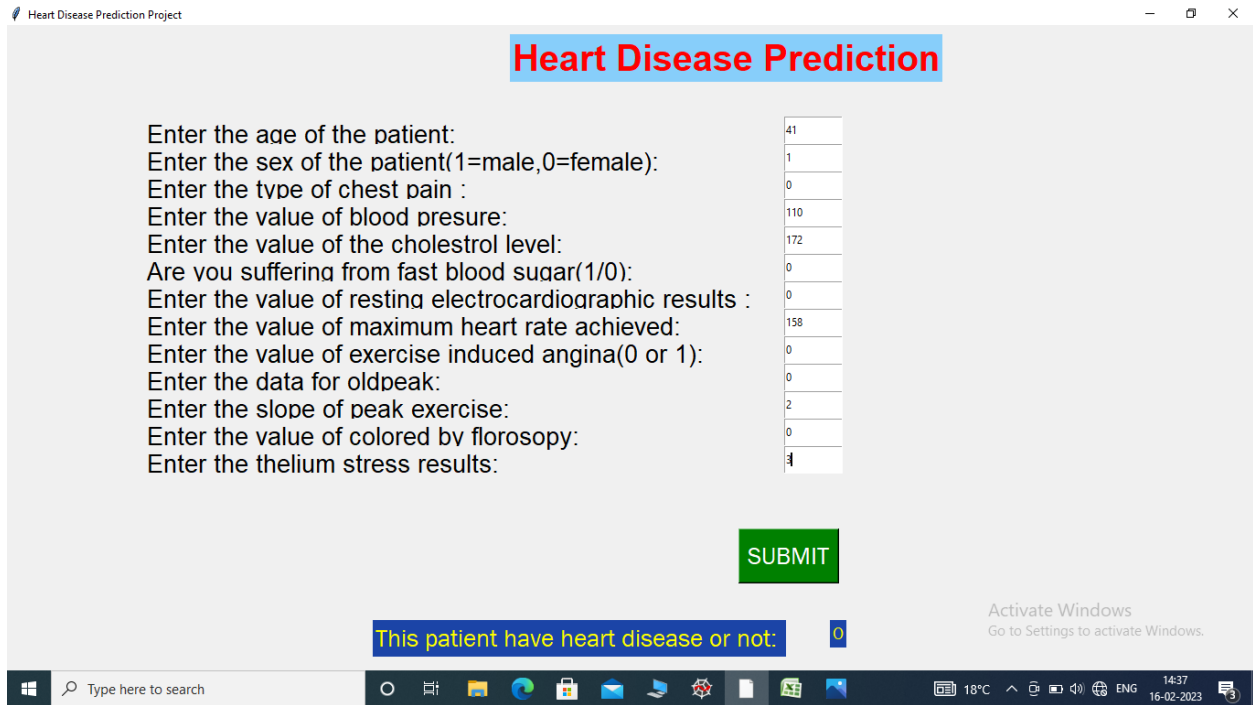 Heart Disease Prediction Project
Heart Disease Prediction
Enter the age of the patient: 41
Enter the sex of the patient(1=male,0=female): 1
Enter the type of chest pain : 0
Enter the value of blood presure: 110
Enter the value of the cholestrol level: 172
Are you suffering from fast blood sugar(1/0): 0
Enter the value of resting electrocardiographic results : 0
Enter the value of maximum heart rate achieved: 158
Enter the value of exercise induced angina(0 or 1): 0
Enter the data for oldpeak: 0
Enter the slope of peak exercise: 2
Enter the value of colored by florosopy: 0
Enter the thelium stress results: 3
SUBMIT
Activate Windows
Go to Settings to activate Windows.
This patient have heart disease or not: 0
Type here to search
18°C ENG 14:37
16-02-2023
3